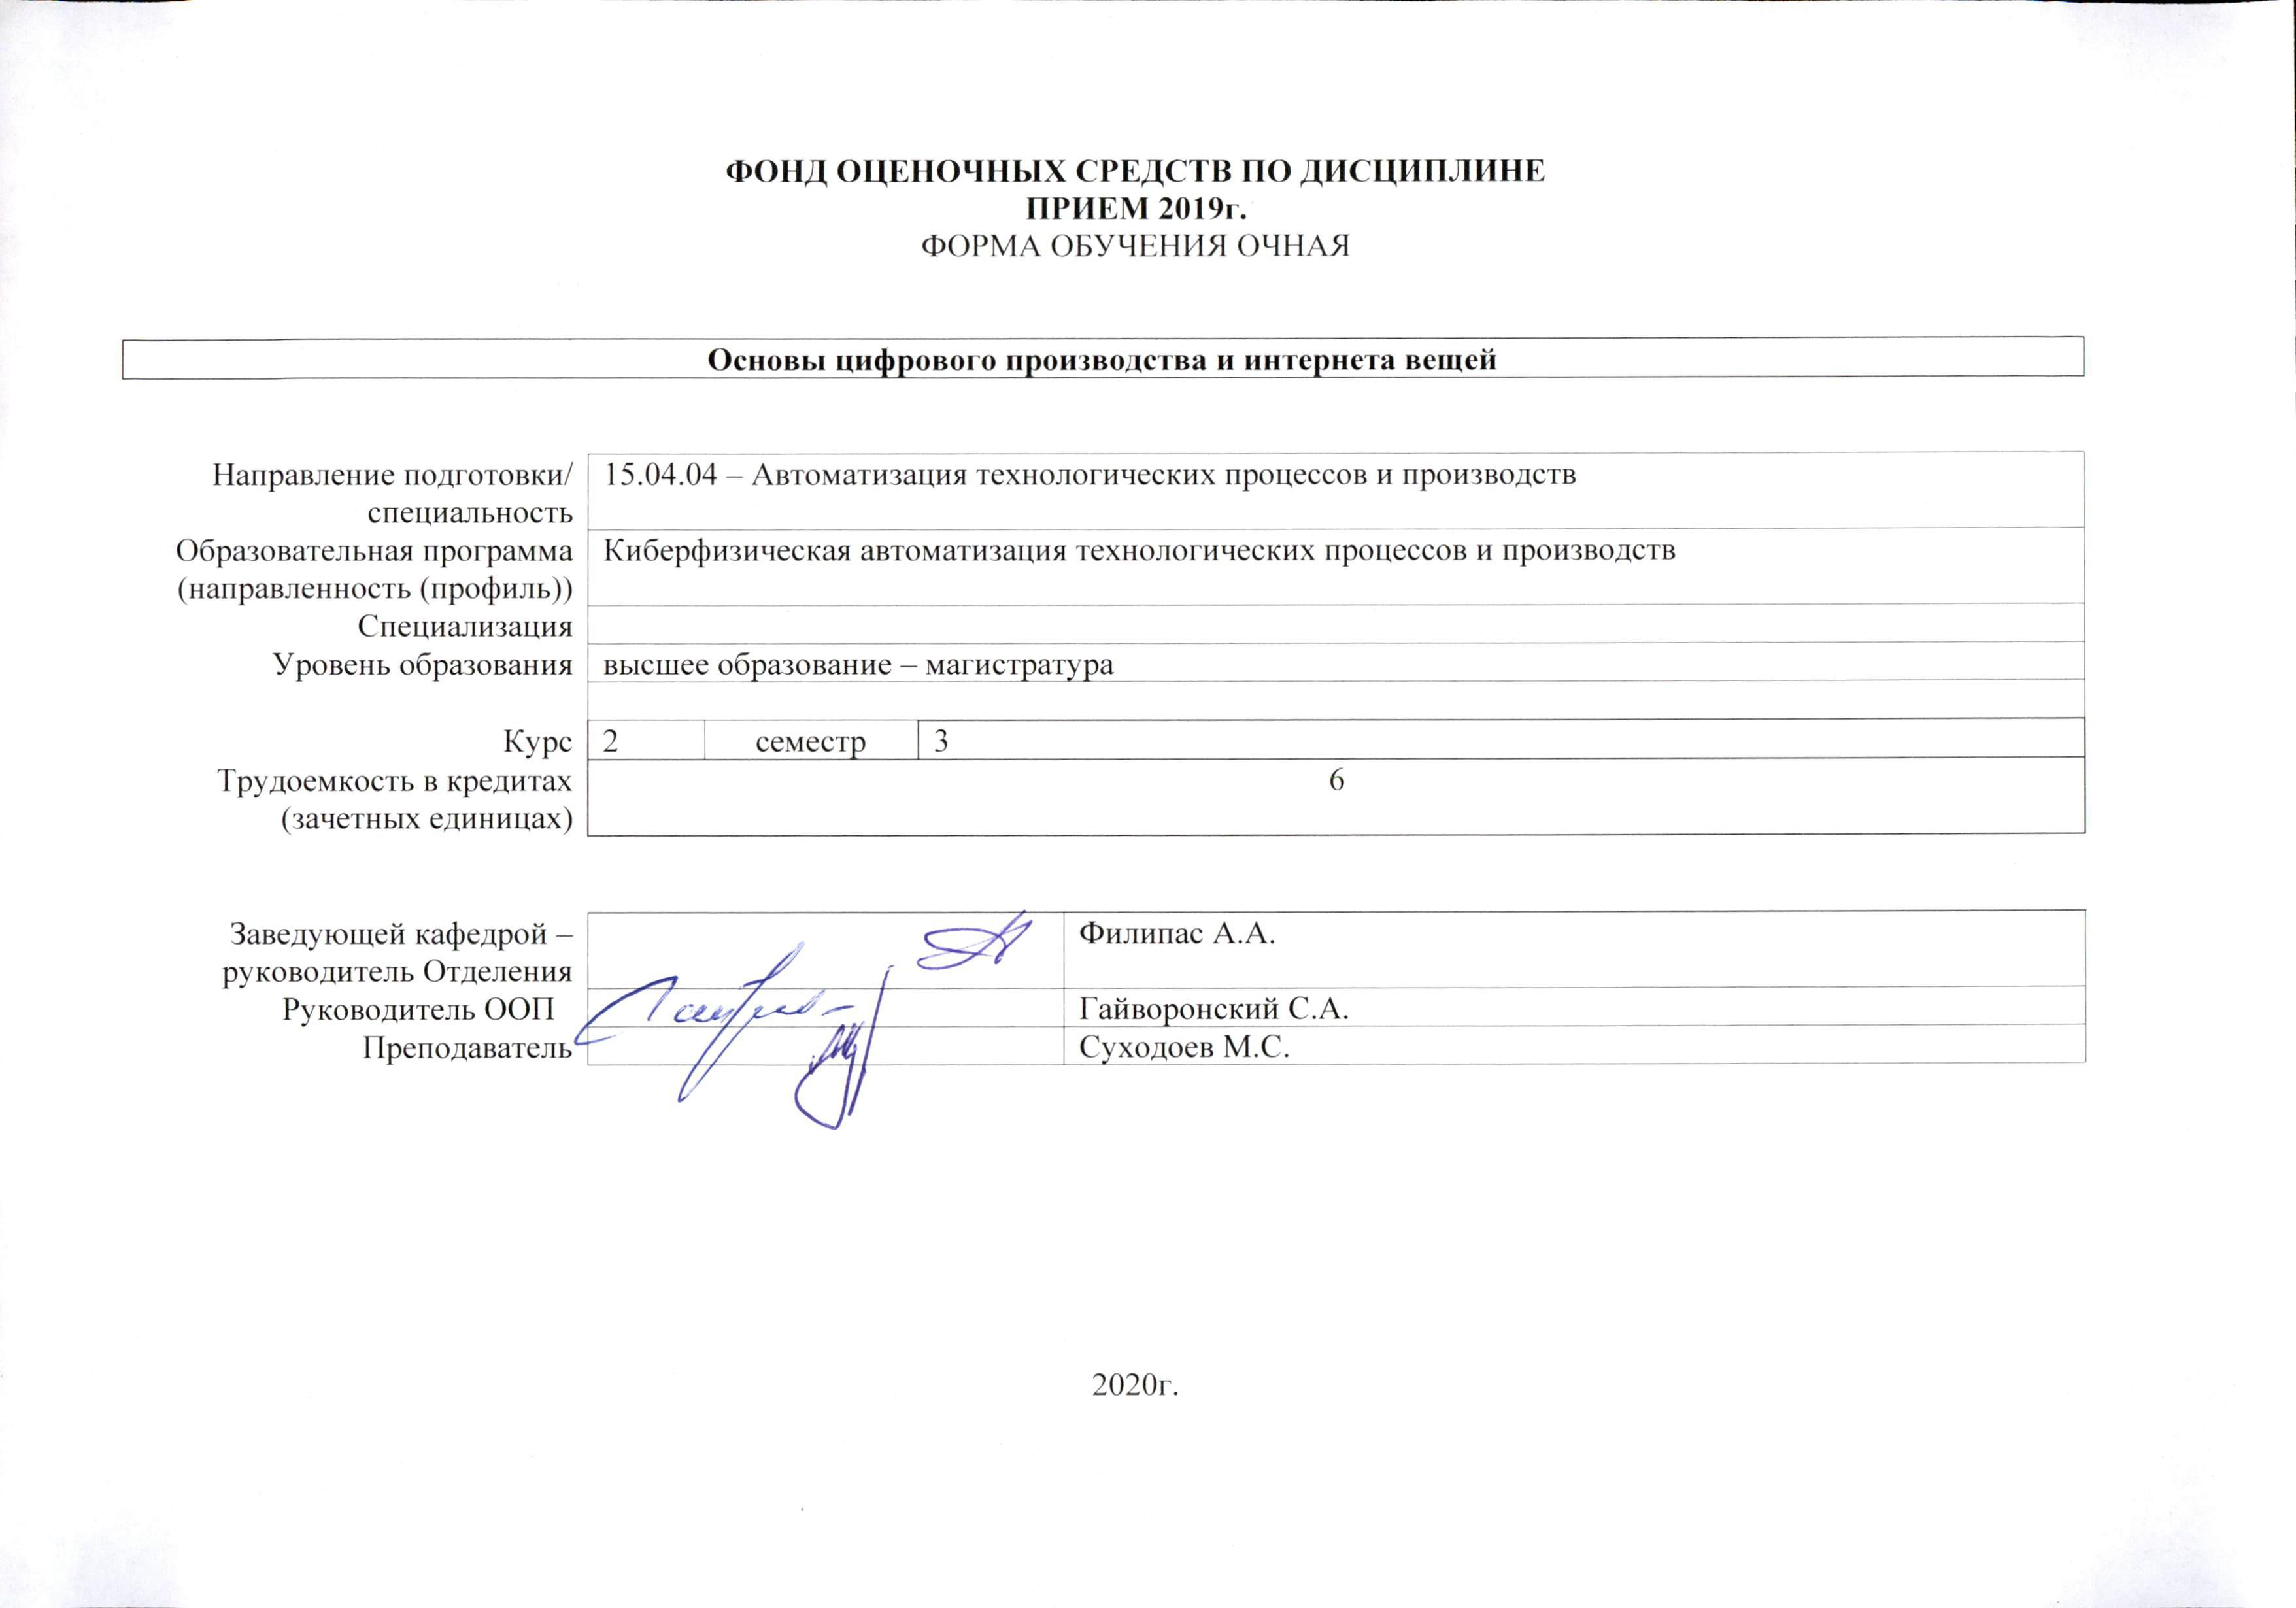 ФОНД ОЦЕНОЧНЫХ СРЕДСТВ ПО ДИСЦИПЛИНЕ
ПРИЕМ 2019г.
ФОРМА ОБУЧЕНИЯ ОЧНАЯ
Основы цифрового производства и интернета вещей
Направление подготовки/ 15.04.04 – Автоматизация технологических процессов и производств
специальность
Образовательная программа Киберфизическая автоматизация технологических процессов и производств
(направленность (профиль))
Специализация
Уровень образования высшее образование – магистратура
Курс 2 семестр 3
Трудоемкость в кредитах 6
(зачетных единицах)
Заведующей кафедрой – Филипас А.А.
руководитель Отделения
Руководитель ООП Гайворонский С.А.
Преподаватель Суходоев М.С.
2020г.